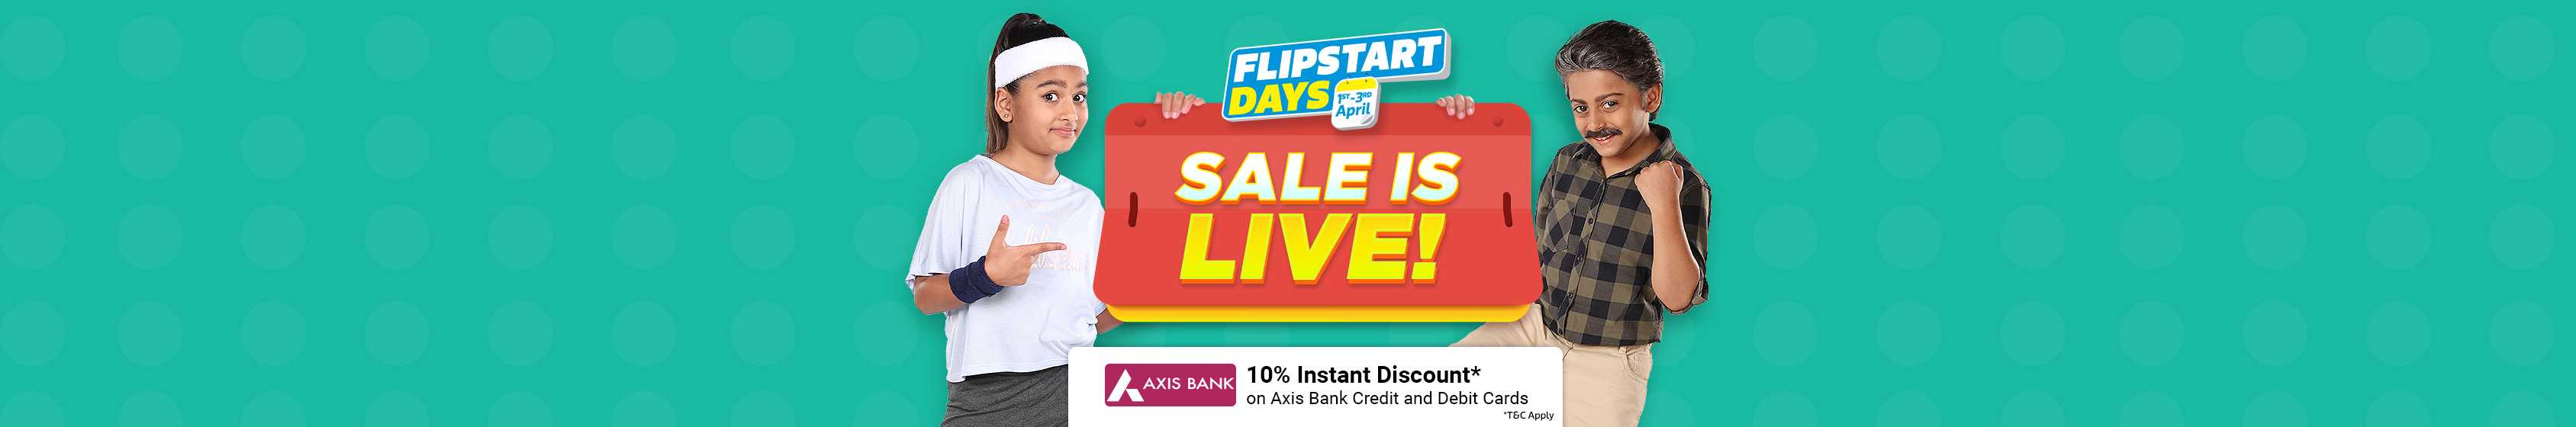 FLIPSTART
DAYS
1ST-3RD
April
SALE IS
LIVE!
AXIS BANK
10% Instant Discount*
on Axis Bank Credit and Debit Cards
*T&C Apply